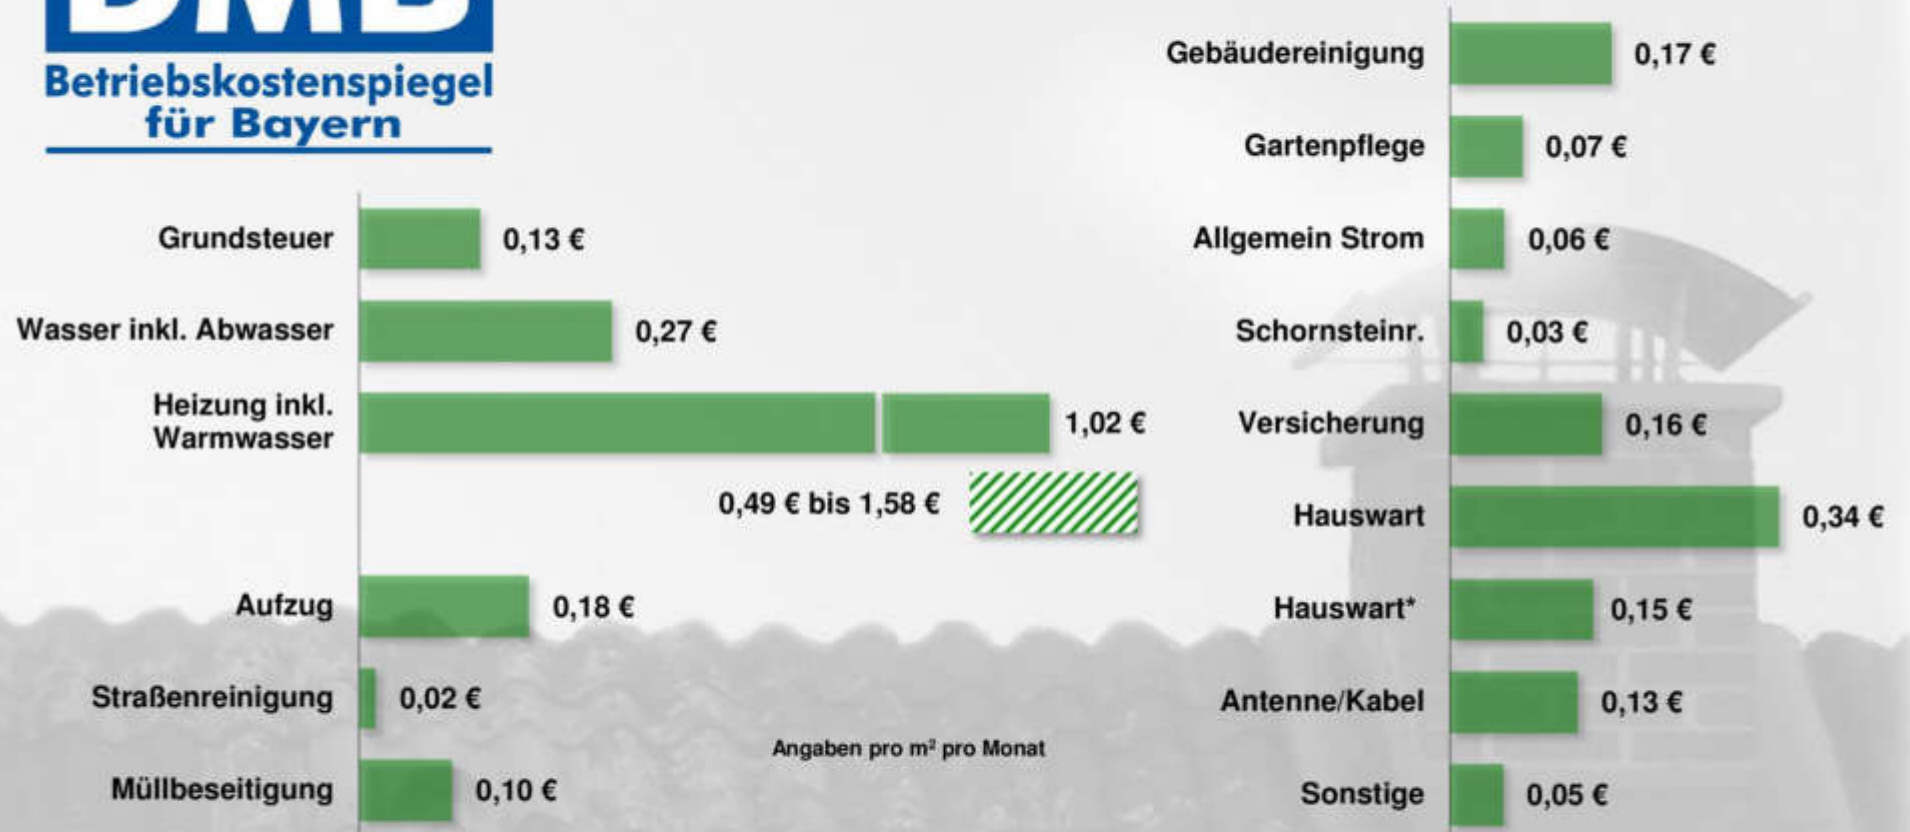 DMB
Betriebskostenspiegel
für Bayern
Grundsteuer 0,13 €
Wasser inkl. Abwasser 0,27 €
Heizung inkl.
Warmwasser
1,02 €
0,49 € bis 1,58 €
Aufzug 0,18 €
Straßenreinigung 0,02 €
Müllbeseitigung 0,10 €
Angaben pro m² pro Monat
Gebäudereinigung 0,17 €
Gartenpflege 0,07 €
Allgemein Strom 0,06 €
Schornsteinr. 0,03 €
Versicherung 0,16 €
Hauswart 0,34 €
Hauswart* 0,15 €
Antenne/Kabel 0,13 €
Sonstige 0,05 €